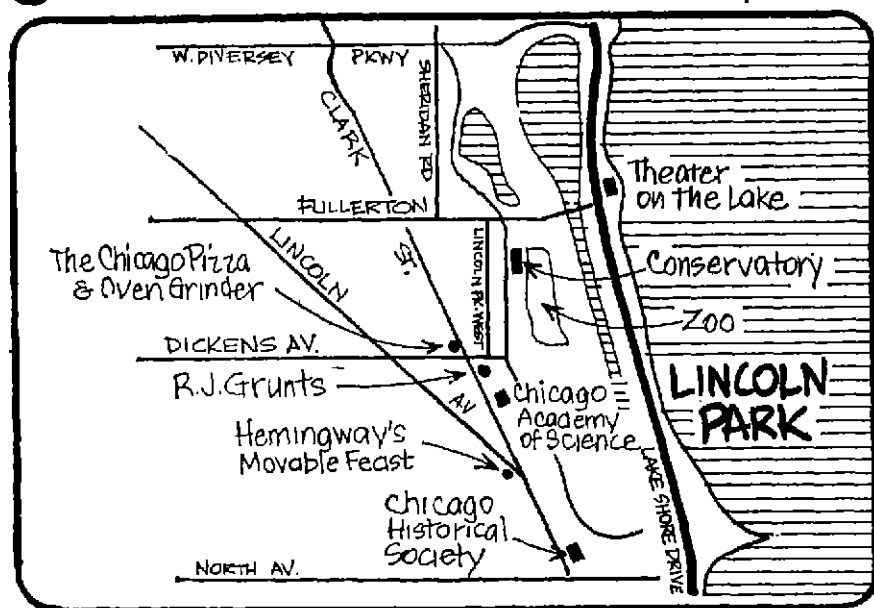 W. DIVERSEY PKWY
CLARK ST.
SHERIDAN RD
FULLERTON
LINCOLN AV
LINCOLN PK. WEST
Theater
on the Lake
The Chicago Pizza
& Oven Grinder
Conservatory
ZOO
DICKENS AV.
R.J. Grunts
LINCOLN
PARK
Chicago
Academy
of Science
Hemingway's
Movable Feast
LAKE SHORE DRIVE
Chicago
Historical
Society
NORTH AV.